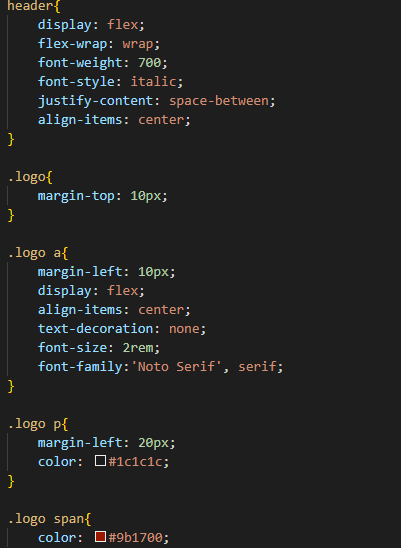 header{
display: flex;
flex-wrap: wrap;
font-weight: 700;
font-style: italic;
justify-content: space-between;
align-items: center;
}
.logo{
margin-top: 10px;
}
.logo a{
margin-left: 10px;
display: flex;
align-items: center;
text-decoration: none;
font-size: 2rem;
font-family:'Noto Serif', serif;
}
.logo p{
margin-left: 20px;
color: #1c1c1c;
}
.logo span{
color: #9b1700;